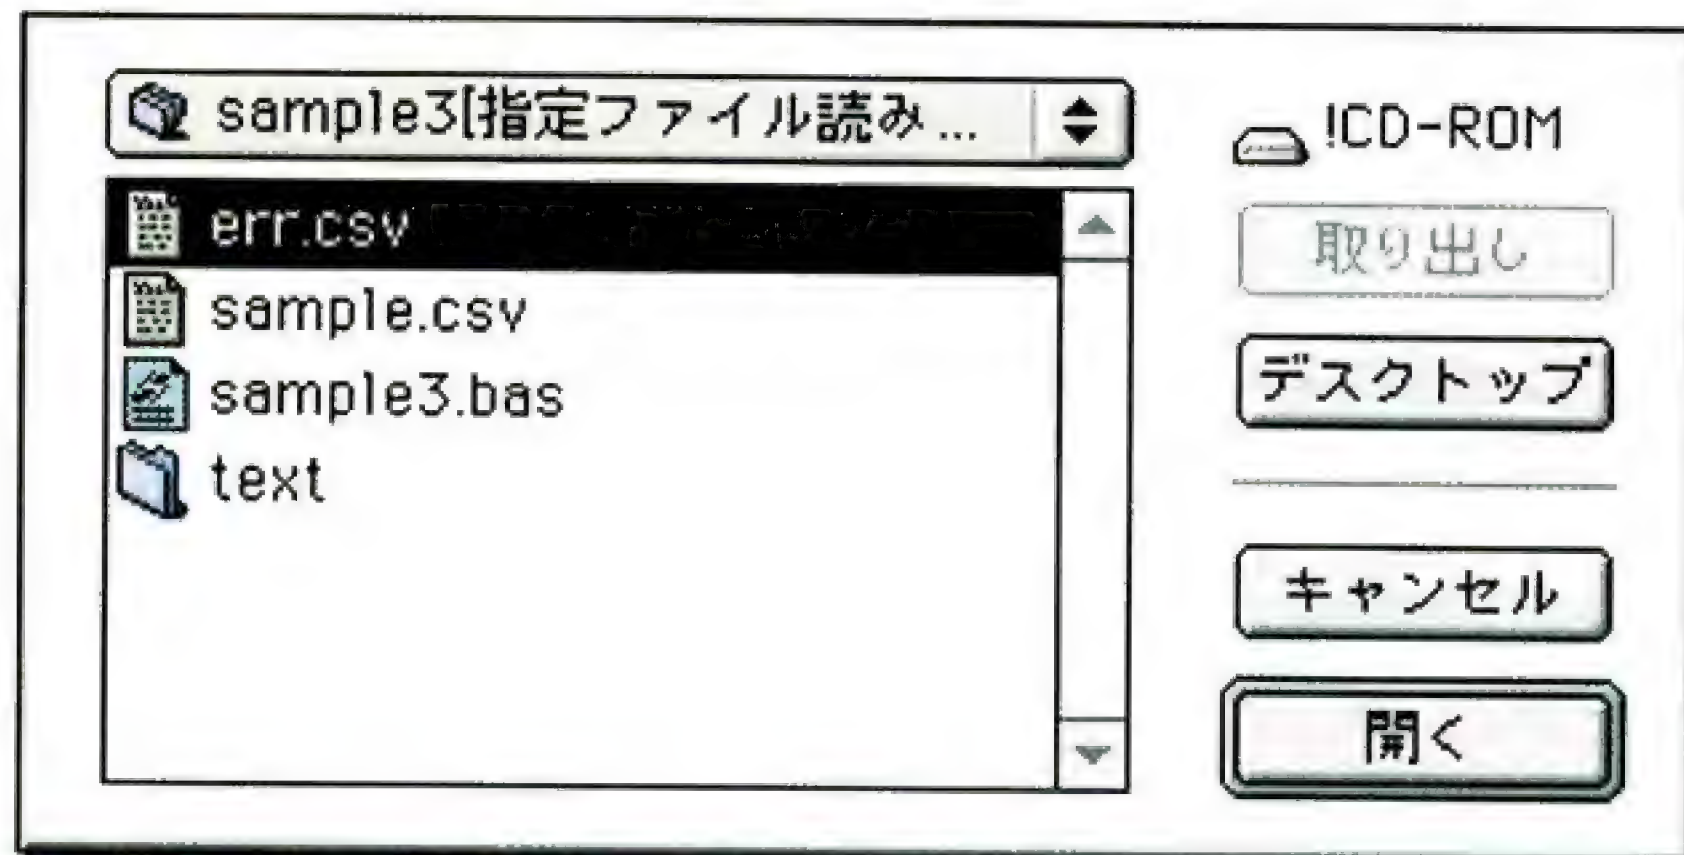 sample3[指定ファイル読み...
err.csv
sample.csv
sample3.bas
text
!CD-ROM
取り出し
デスクトップ
キャンセル
開く